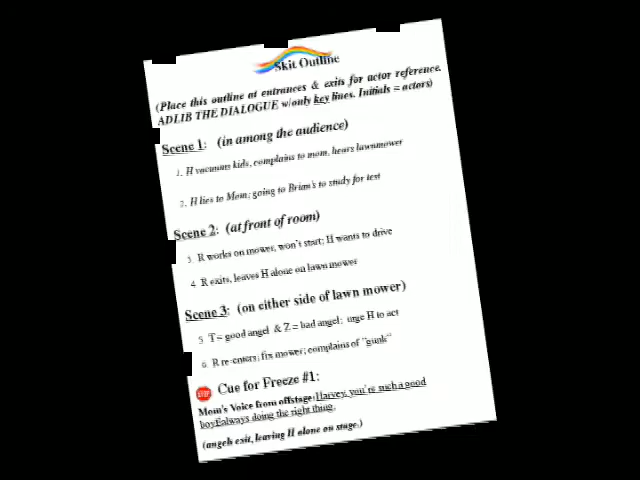 Skit Outline
(Place this outline at entrances & exits for actor reference.
ADLIB THE DIALOGUE w/only key lines. Initials = actors)
Scene 1: (in among the audience)
1. H vacuums kids, complains to mom, hears lawnmower
2. H lies to Mom; going to Brian's to study for test
Scene 2: (at front of room)
3. R works on mower, won't start; H wants to drive
4. R exits, leaves H alone on lawn mower
Scene 3: (on either side of lawn mower)
5. T = good angel & Z = bad angel; urge H to act
6. R re-enters; fix mower; complains of "gunk"
STOP Cue for Freeze #1:
Mom's Voice from offstage: Harvey, you're such a good
boyEalways doing the right thing.
(angels exit, leaving H alone on stage.)